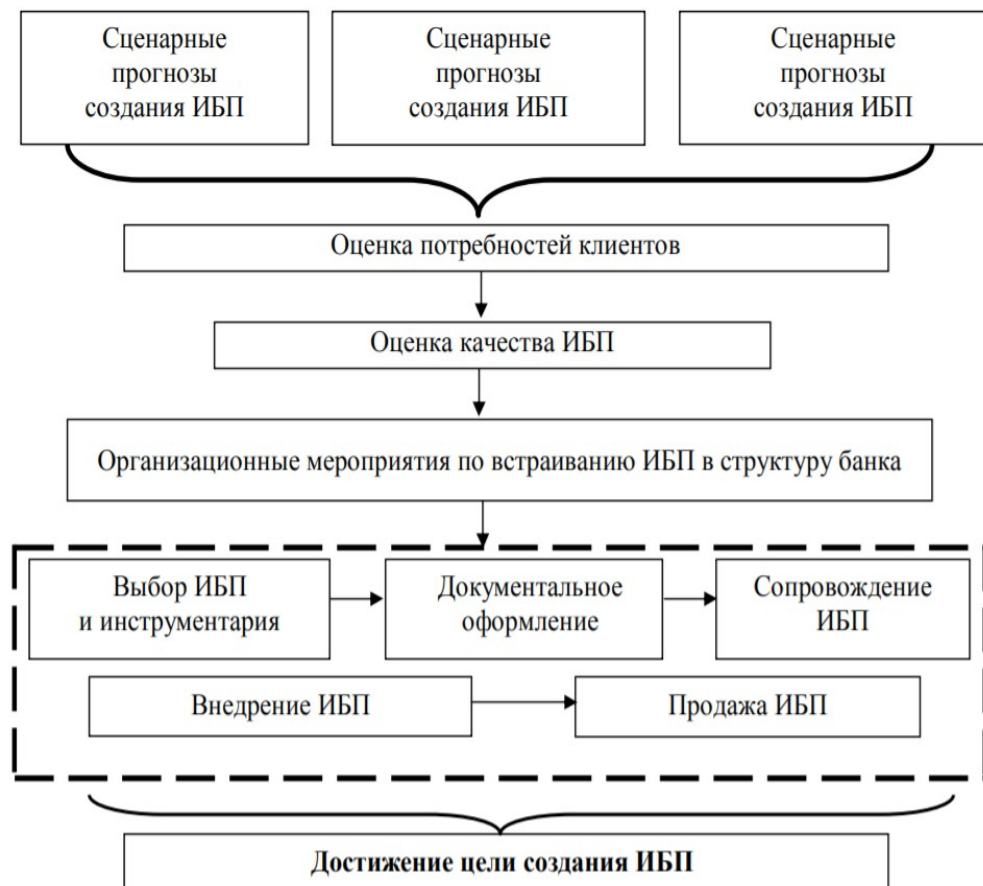 Сценарные
прогнозы
создания ИБП
Сценарные
прогнозы
создания ИБП
Сценарные
прогнозы
создания ИБП
Оценка потребностей клиентов
Оценка качества ИБП
Организационные мероприятия по встраиванию ИБП в структуру банка
Выбор ИБП
и инструментария
Документальное
оформление
Сопровождение
ИБП
Внедрение ИБП
Продажа ИБП
Достижение цели создания ИБП